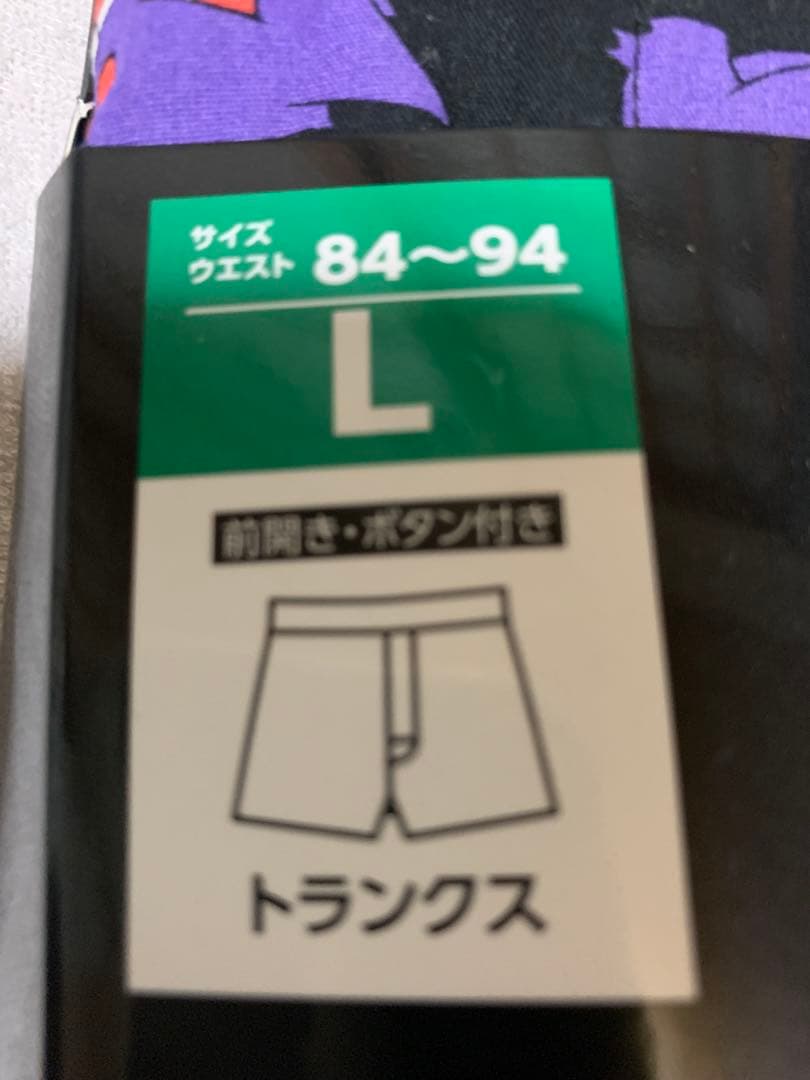 サイズ
ウエスト 84〜94
L
前開き・ボタン付き
トランクス